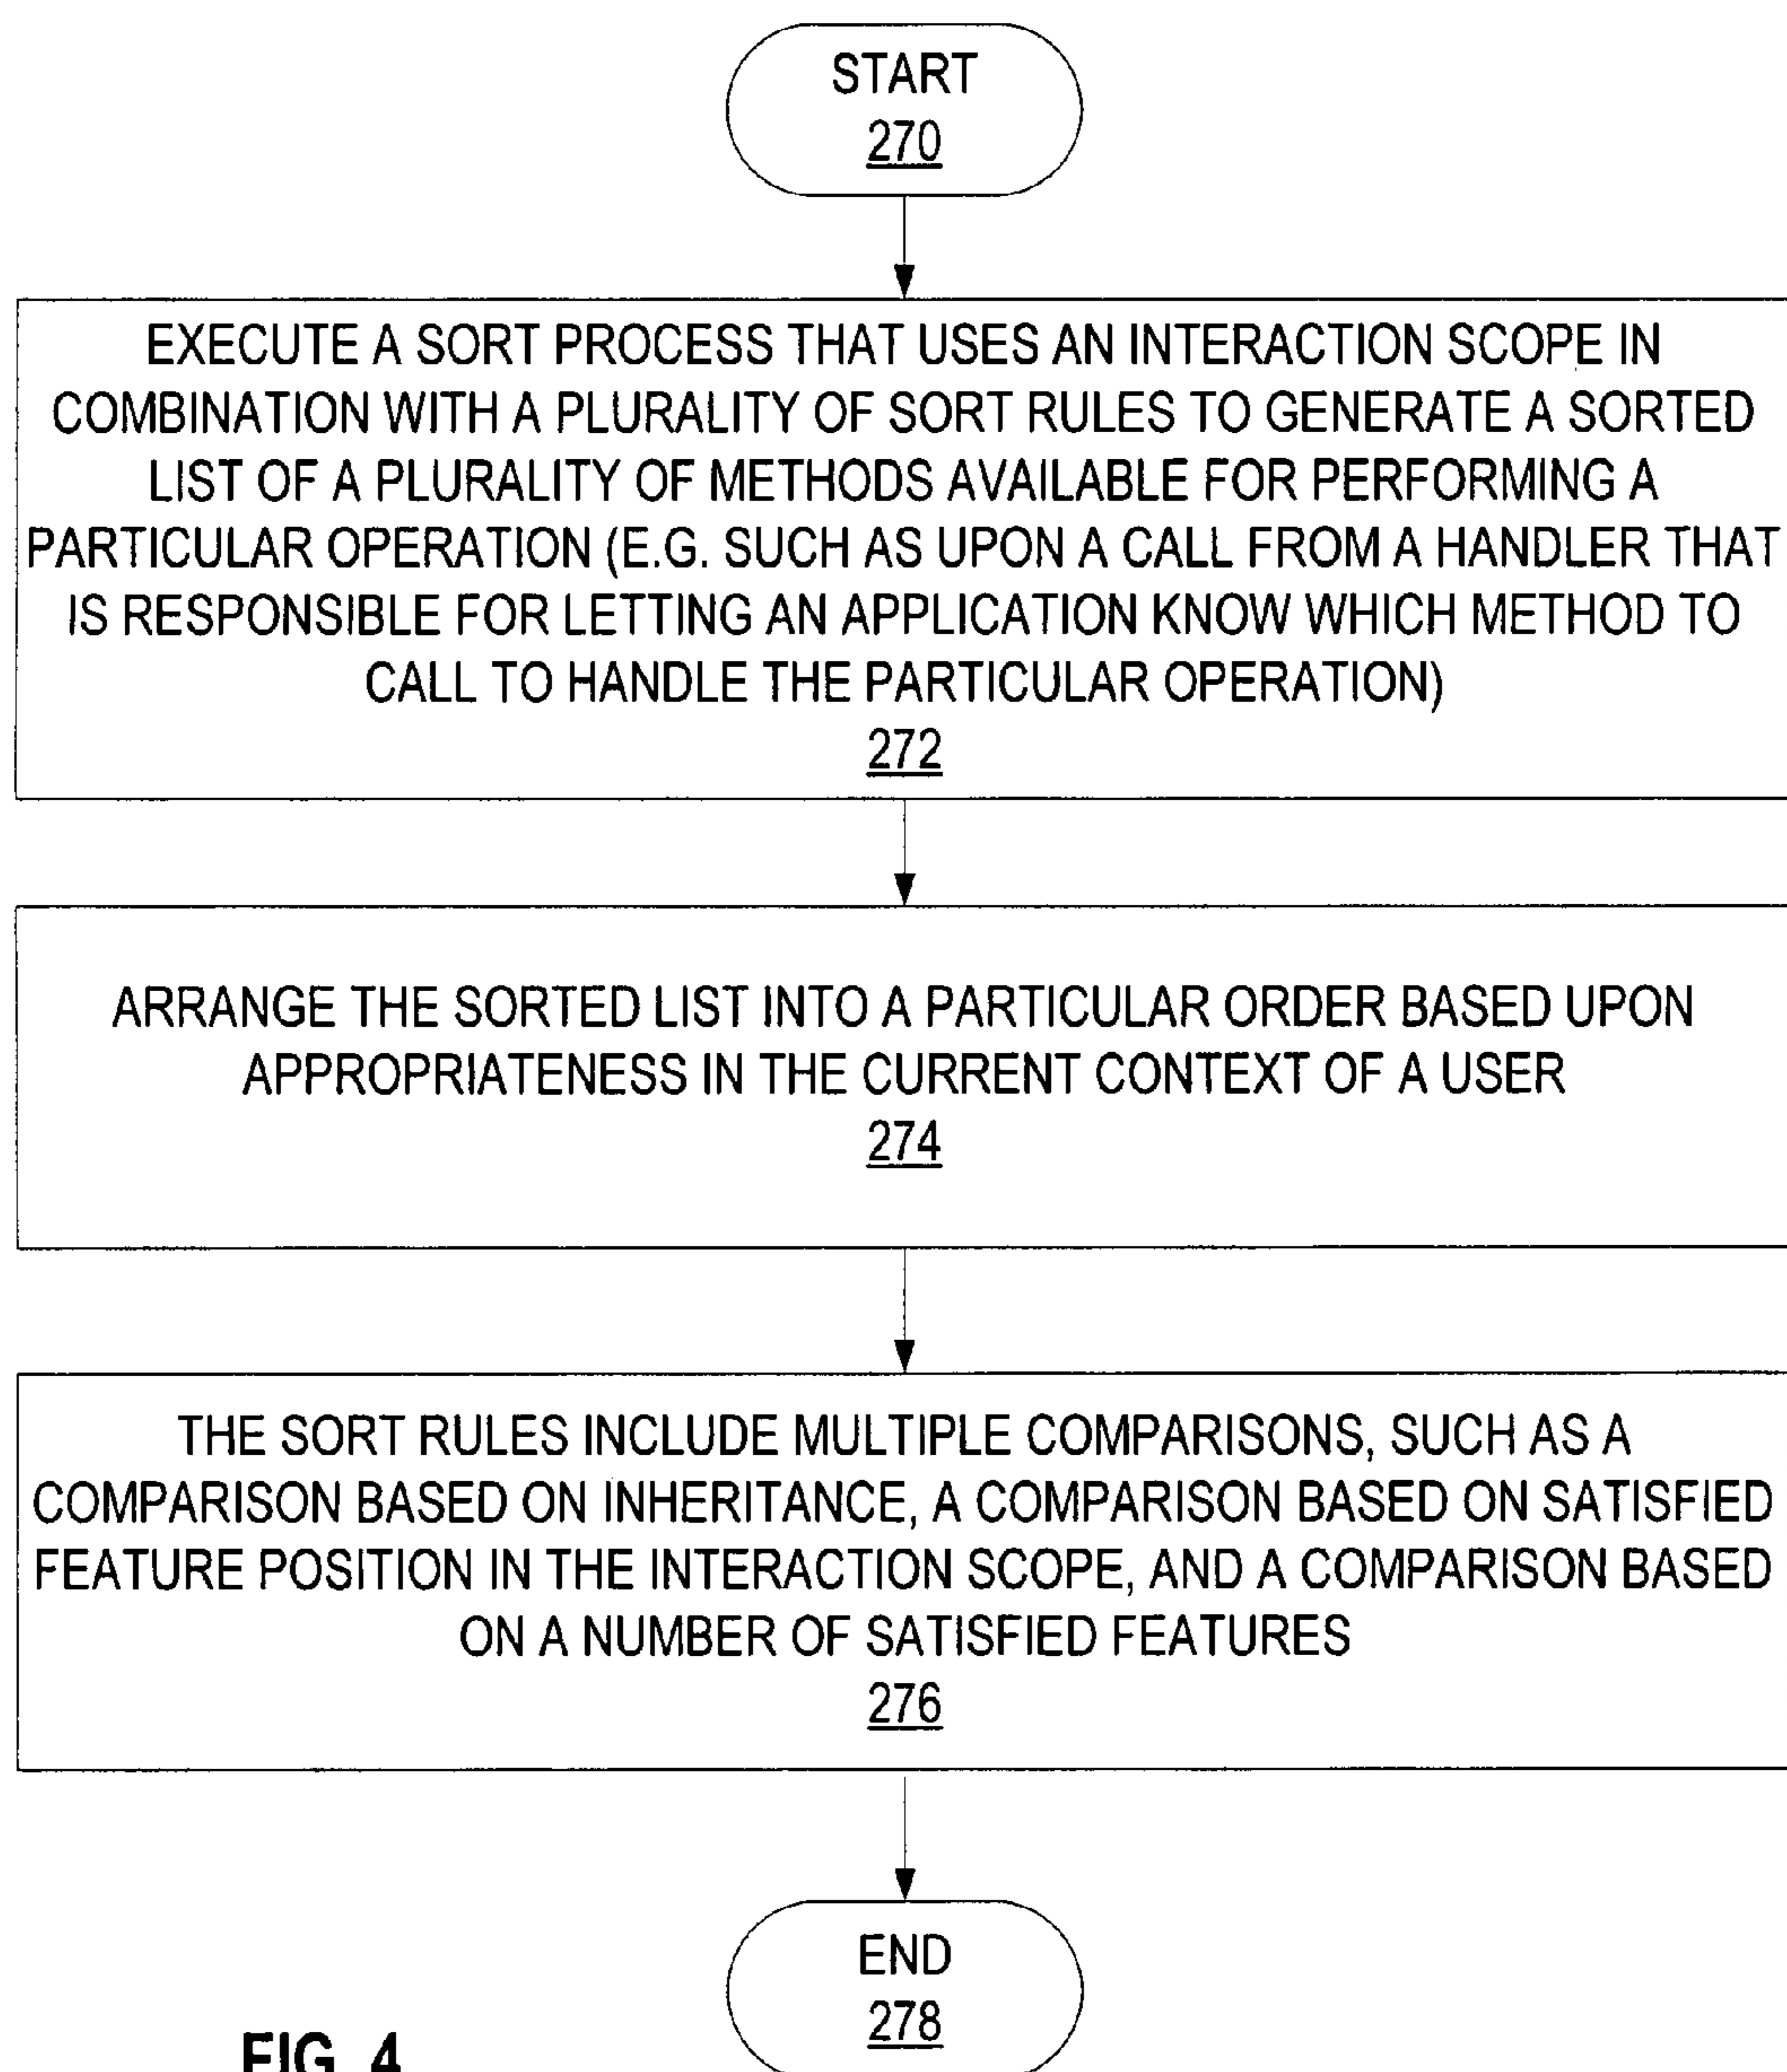 START
270
EXECUTE A SORT PROCESS THAT USES AN INTERACTION SCOPE IN
COMBINATION WITH A PLURALITY OF SORT RULES TO GENERATE A SORTED
LIST OF A PLURALITY OF METHODS AVAILABLE FOR PERFORMING A
PARTICULAR OPERATION (E.G. SUCH AS UPON A CALL FROM A HANDLER THAT
IS RESPONSIBLE FOR LETTING AN APPLICATION KNOW WHICH METHOD TO
CALL TO HANDLE THE PARTICULAR OPERATION)
272
ARRANGE THE SORTED LIST INTO A PARTICULAR ORDER BASED UPON
APPROPRIATENESS IN THE CURRENT CONTEXT OF A USER
274
THE SORT RULES INCLUDE MULTIPLE COMPARISONS, SUCH AS A
COMPARISON BASED ON INHERITANCE, A COMPARISON BASED ON SATISFIED
FEATURE POSITION IN THE INTERACTION SCOPE, AND A COMPARISON BASED
ON A NUMBER OF SATISFIED FEATURES
276
END
278
FIG. 4